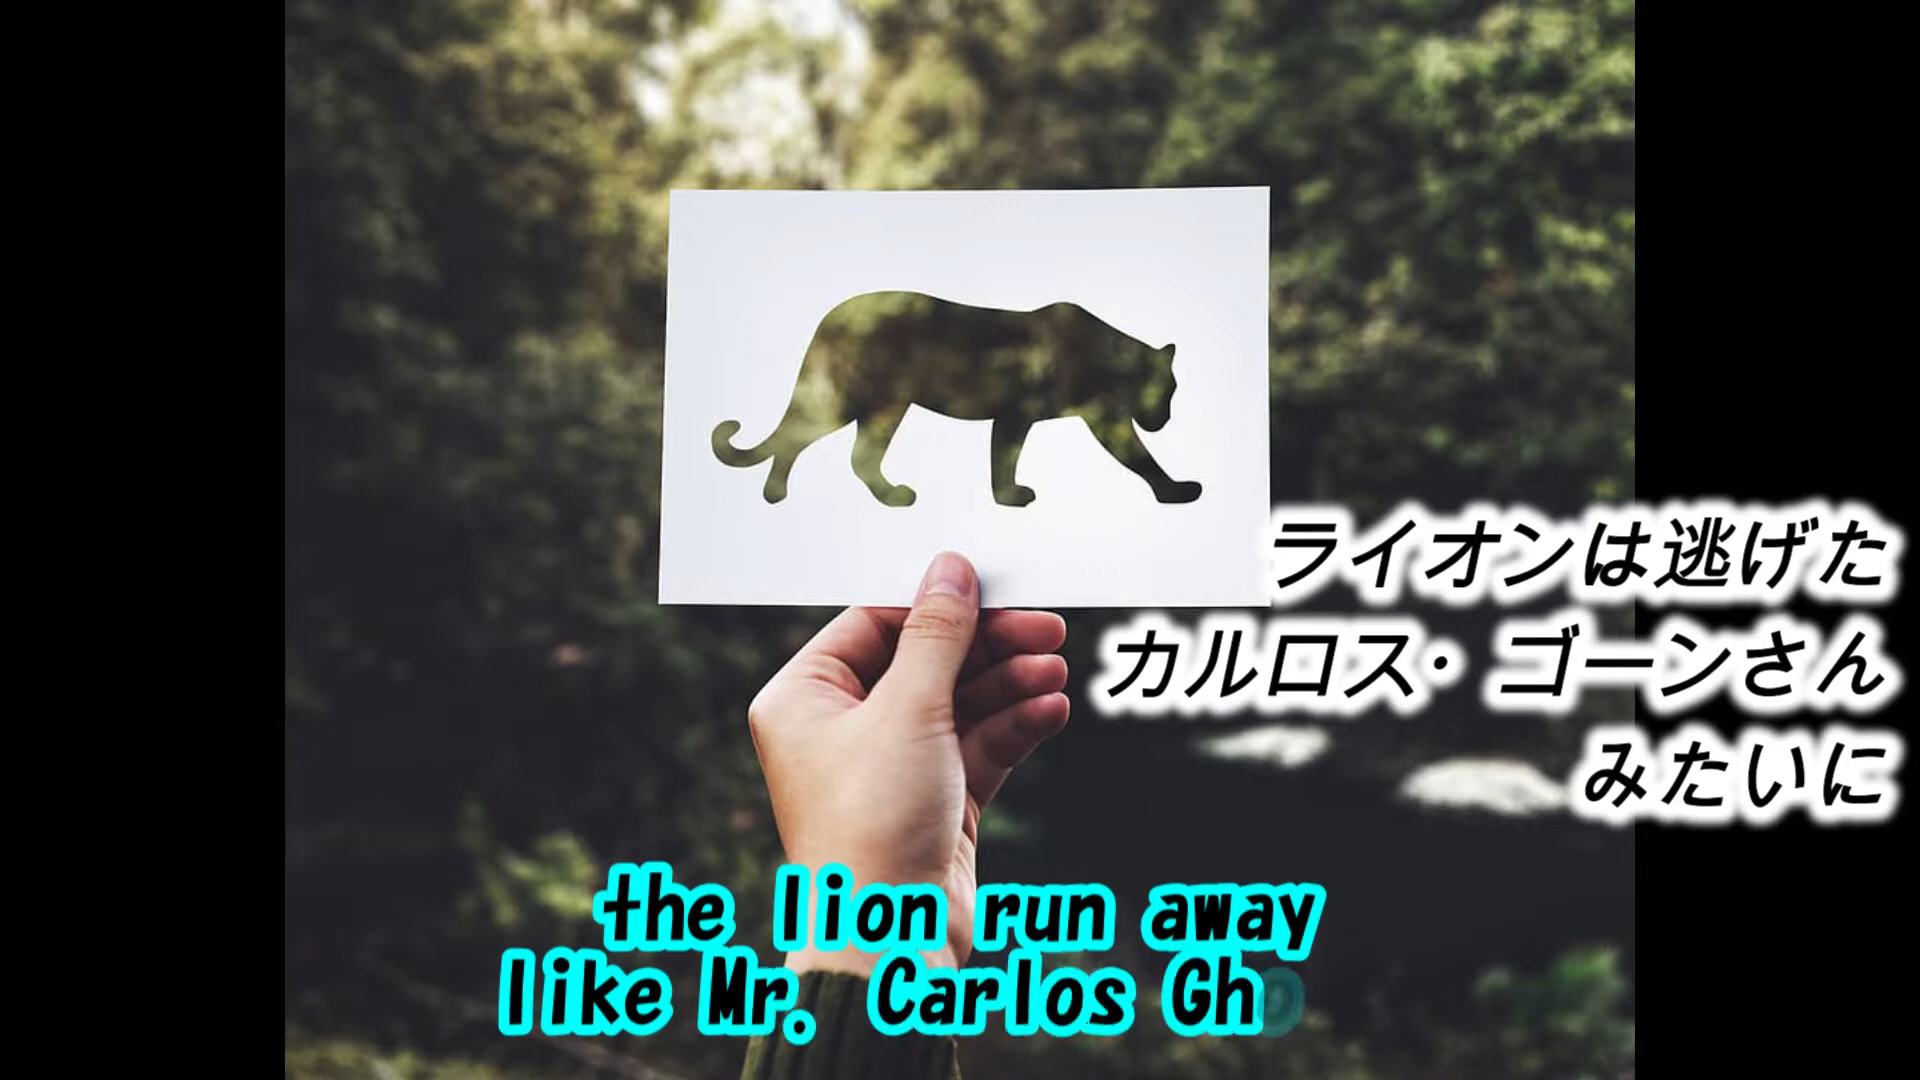 ライオンは逃げた
カルロス・ゴーンさん
みたいに
the lion run away
like Mr. Carlos Gho